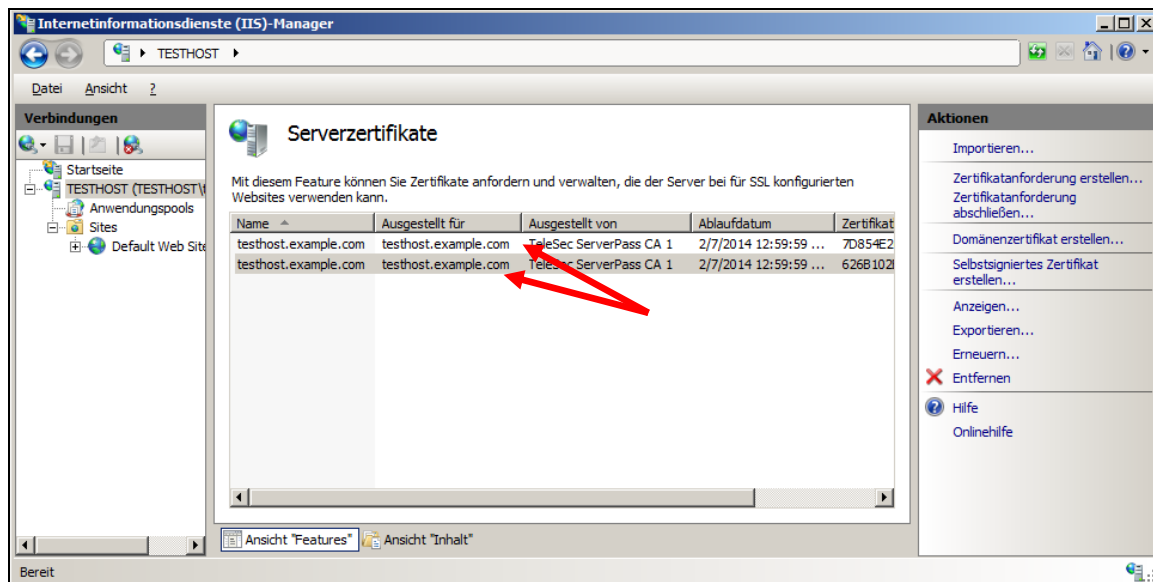 Internetinformationsdienste (IIS)-Manager
TESTHOST
Datei Ansicht ?
Verbindungen
Startseite
TESTHOST (TESTHOST\
Anwendungspools
Sites
Default Web Site
Serverzertifikate
Mit diesem Feature können Sie Zertifikate anfordern und verwalten, die der Server bei für SSL konfigurierten
Websites verwenden kann.
Name Ausgestellt für Ausgestellt von Ablaufdatum Zertifikat
testhost.example.com testhost.example.com TeleSec ServerPass CA 1 2/7/2014 12:59:59 ... 7D854E2
testhost.example.com testhost.example.com TeleSec ServerPass CA 1 2/7/2014 12:59:59 ... 626B102
Ansicht "Features" Ansicht "Inhalt"
Aktionen
Importieren...
Zertifikatanforderung erstellen...
Zertifikatanforderung
abschließen...
Domänenzertifikat erstellen...
Selbstsigniertes Zertifikat
erstellen...
Anzeigen...
Exportieren...
Erneuern...
Entfernen
Hilfe
Onlinehilfe
Bereit